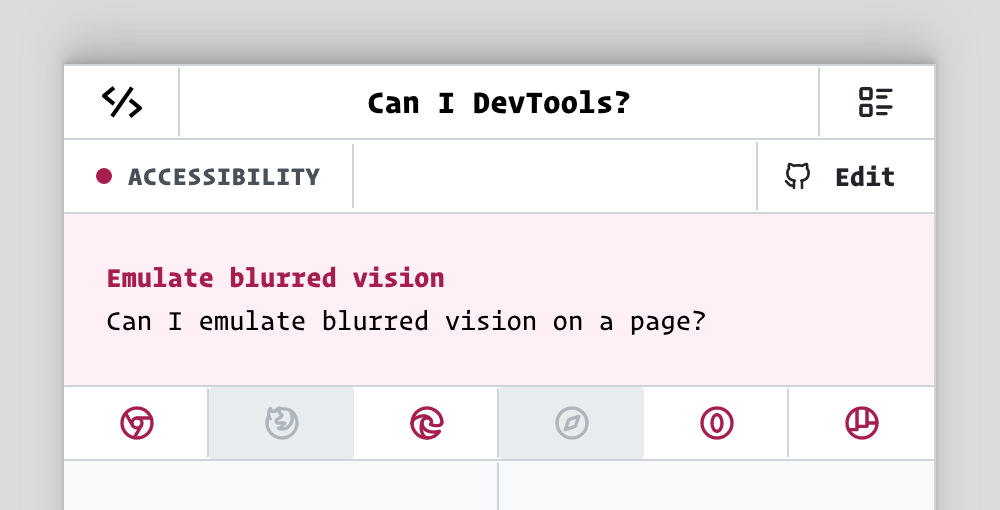 Can I DevTools?
ACCESSIBILITY
Edit
Emulate blurred vision
Can I emulate blurred vision on a page?